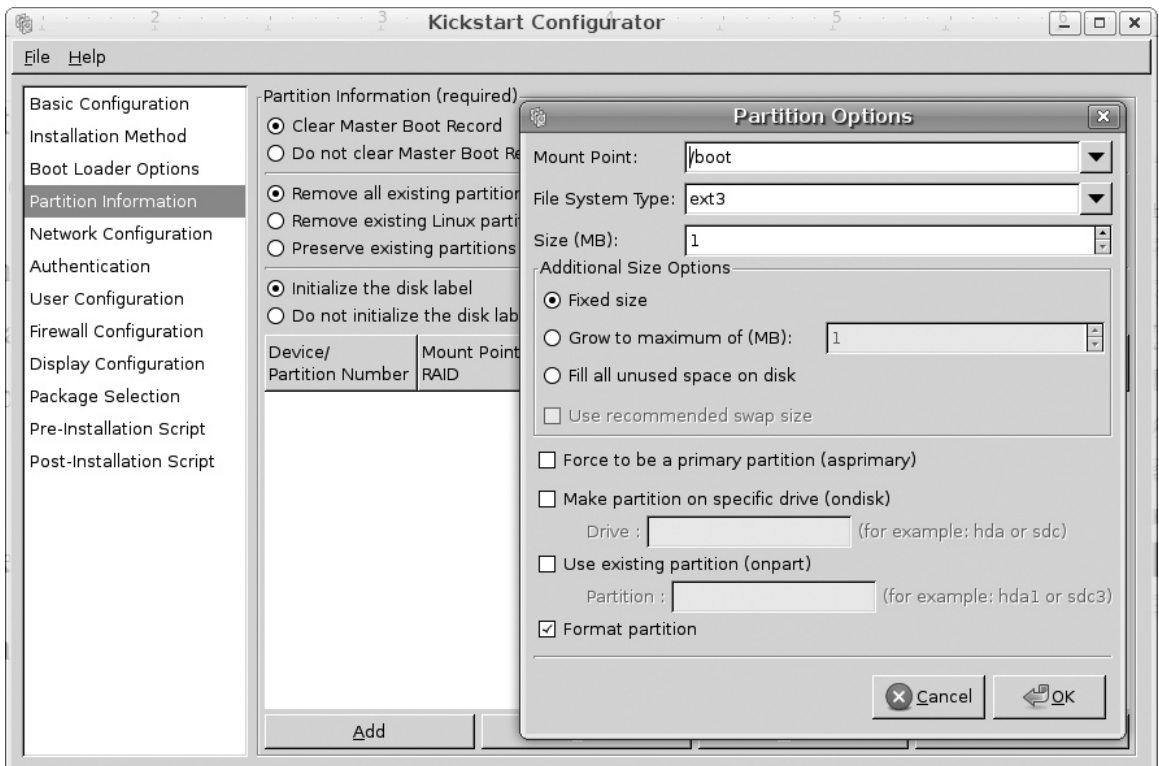 2 3 4 5 6
Kickstart Configurator
File Help
Basic Configuration
Installation Method
Boot Loader Options
Partition Information
Network Configuration
Authentication
User Configuration
Firewall Configuration
Display Configuration
Package Selection
Pre-Installation Script
Post-Installation Script
Partition Information (required)
Clear Master Boot Record
Do not clear Master Boot Re
Remove all existing partition
Remove existing Linux parti
Preserve existing partitions
Initialize the disk label
Do not initialize the disk lab
Device/
Partition Number
Mount Point
RAID
Add
Partition Options
Mount Point: /boot
File System Type: ext3
Size (MB): 1
Additional Size Options
Fixed size
Grow to maximum of (MB): 1
Fill all unused space on disk
Use recommended swap size
Force to be a primary partition (asprimary)
Make partition on specific drive (ondisk)
Drive : (for example: hda or sdc)
Use existing partition (onpart)
Partition : (for example: hda1 or sdc3)
Format partition
Cancel OK